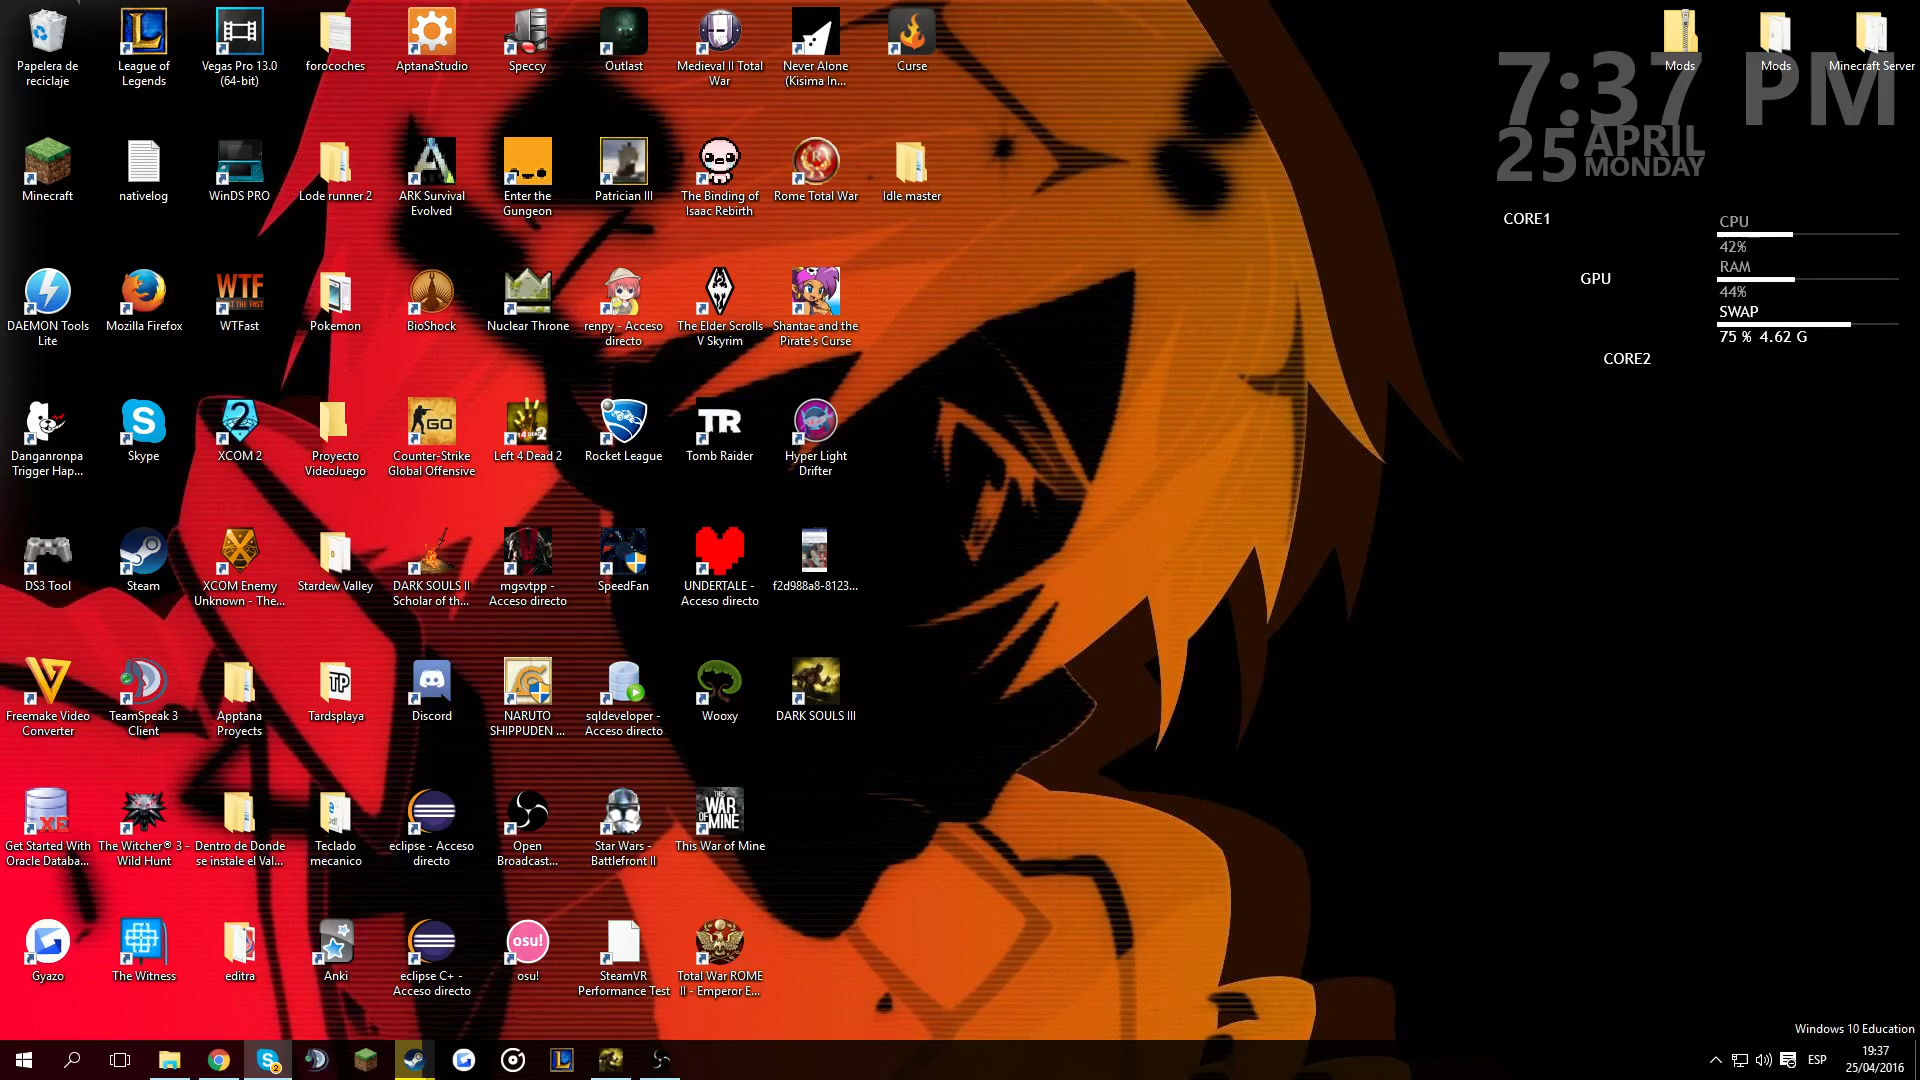 Papelera de
reciclaje
League of
Legends
Vegas Pro 13.0
(64-bit)
forocoches
AptanaStudio
Speccy
Outlast
Medieval II Total
War
Never Alone
(Kisima In...
Curse
Mods
Mods
Minecraft Server
7:37 PM
25 APRIL
MONDAY
Minecraft
nativelog
WinDS PRO
Lode runner 2
ARK Survival
Evolved
Enter the
Gungeon
Patrician III
The Binding of
Isaac Rebirth
Rome Total War
Idle master
CORE1
CPU
42%
RAM
44%
GPU
SWAP
75 % 4.62 G
CORE2
DAEMON Tools
Lite
Mozilla Firefox
WTF
WTFast
Pokemon
BioShock
Nuclear Throne
renpy - Acceso
directo
The Elder Scrolls
V Skyrim
Shantae and the
Pirate's Curse
Danganronpa
Trigger Hap...
Skype
XCOM 2
Proyecto
VideoJuego
GO
Counter-Strike
Global Offensive
Left 4 Dead 2
Rocket League
TR
Tomb Raider
Hyper Light
Drifter
DS3 Tool
Steam
XCOM Enemy
Unknown - The...
Stardew Valley
DARK SOULS II
Scholar of th...
mgsvtpp -
Acceso directo
SpeedFan
UNDERTALE -
Acceso directo
f2d988a8-8123...
Freemake Video
Converter
TeamSpeak 3
Client
Apptana
Proyects
TP
Tardsplaya
Discord
NARUTO
SHIPPUDEN ...
sqldeveloper -
Acceso directo
Wooxy
DARK SOULS III
XE
Get Started With
Oracle Databa...
The Witcher® 3 -
Wild Hunt
Dentro de Donde
se instale el Val...
Teclado
mecanico
eclipse - Acceso
directo
Open
Broadcast...
Star Wars -
Battlefront II
THIS
WAR
OF
MINE
This War of Mine
Gyazo
The Witness
editra
Anki
eclipse C+ -
Acceso directo
osu!
osu!
SteamVR
Performance Test
Total War ROME
II - Emperor E...
Windows 10 Education
2
ESP
19:37
25/04/2016